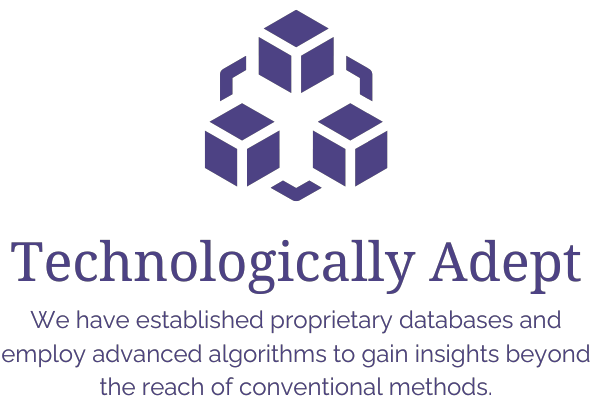 Technologically Adept
We have established proprietary databases and
employ advanced algorithms to gain insights beyond
the reach of conventional methods.